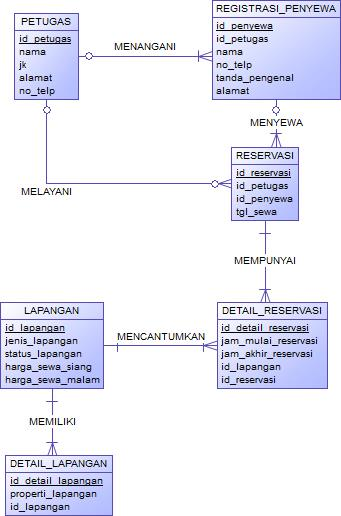 PETUGAS
id_petugas
nama
jk
alamat
no_telp
MENANGANI
REGISTRASI_PENYEWA
id_penyewa
id_petugas
nama
no_telp
tanda_pengenal
alamat
MENYEWA
RESERVASI
id_reservasi
id_petugas
id_penyewa
tgl_sewa
MELAYANI
MEMPUNYAI
LAPANGAN
id_lapangan
jenis_lapangan
status_lapangan
harga_sewa_siang
harga_sewa_malam
MENCANTUMKAN
DETAIL_RESERVASI
id_detail_reservasi
jam_mulai_reservasi
jam_akhir_reservasi
id_lapangan
id_reservasi
MEMILIKI
DETAIL_LAPANGAN
id_detail_lapangan
properti_lapangan
id_lapangan